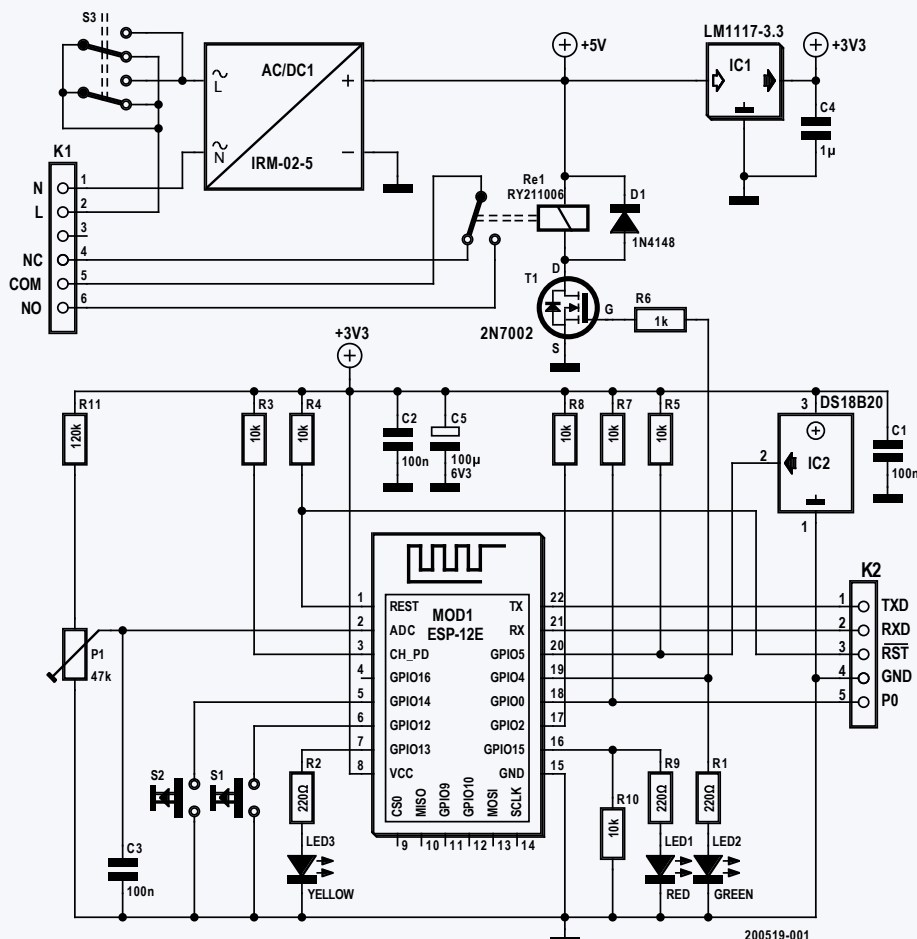 S3
AC/DC1
L
N
+
–
IRM-02-5
+5V
LM1117-3.3
IC1
+3V3
C4
1µ
K1
N 1
L 2
3
NC 4
COM 5
NO 6
Re1
RY211006
D1
1N4148
D
T1
G
S
2N7002
R6
1k
+3V3
R11
120k
R3
10k
R4
10k
C2
100n
C5
100µ
6V3
R8
10k
R7
10k
R5
10k
3
DS18B20
2
IC2
1
C1
100n
MOD1
ESP-12E
1 REST
2 ADC
3 CH_PD
4 GPIO16
5 GPIO14
6 GPIO12
7 GPIO13
8 VCC
TX 22
RX 21
GPIO5 20
GPIO4 19
GPIO0 18
GPIO2 17
GPIO15 16
GND 15
CS0
MISO
GPIO9
GPIO10
MOSI
SCLK
9 10 11 12 13 14
K2
1 TXD
2 RXD
3 RST
4 GND
5 P0
P1
47k
S2
S1
R2
220Ω
LED3
YELLOW
C3
100n
R10
10k
R9
220Ω
R1
220Ω
LED1
RED
LED2
GREEN
200519-001